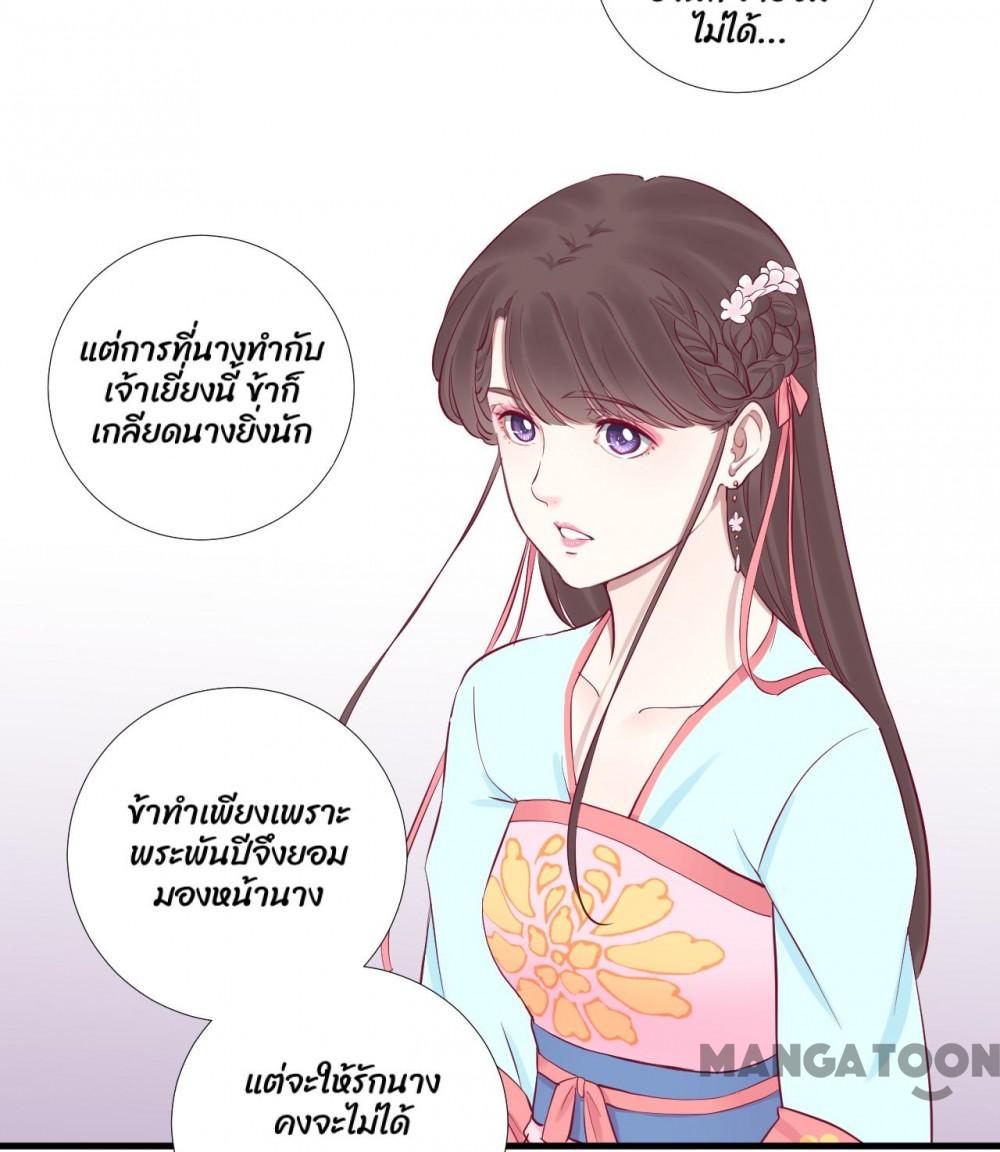 ไม่ได้...
แต่การที่นางทำกับ
เจ้าเยี่ยงนี้ ข้าก็
เกลียดนางยิ่งนัก
ข้าทำเพียงเพราะ
พระพันปีจึงยอม
มองหน้านาง
แต่จะให้รักนาง
คงจะไม่ได้
MANGATOON